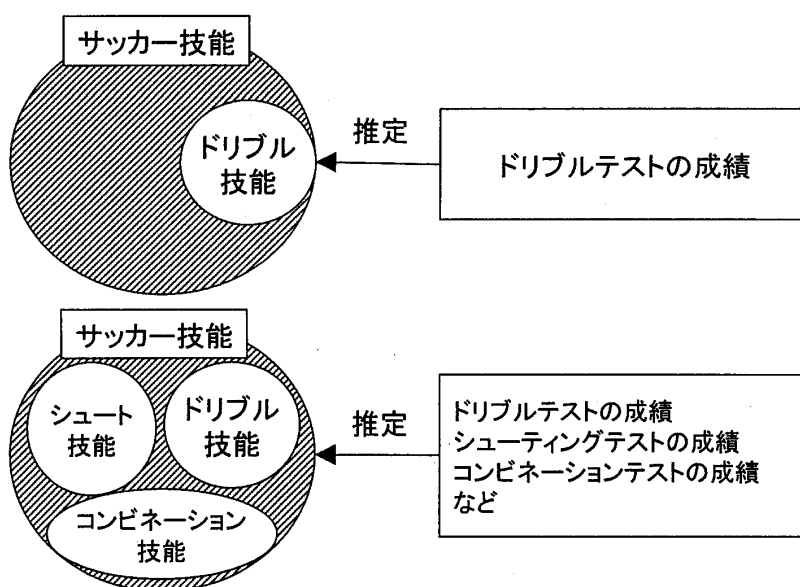 サッカー技能
ドリブル
技能
推定
ドリブルテストの成績
サッカー技能
シュート
技能
ドリブル
技能
コンビネーション
技能
推定
ドリブルテストの成績
シューティングテストの成績
コンビネーションテストの成績
など